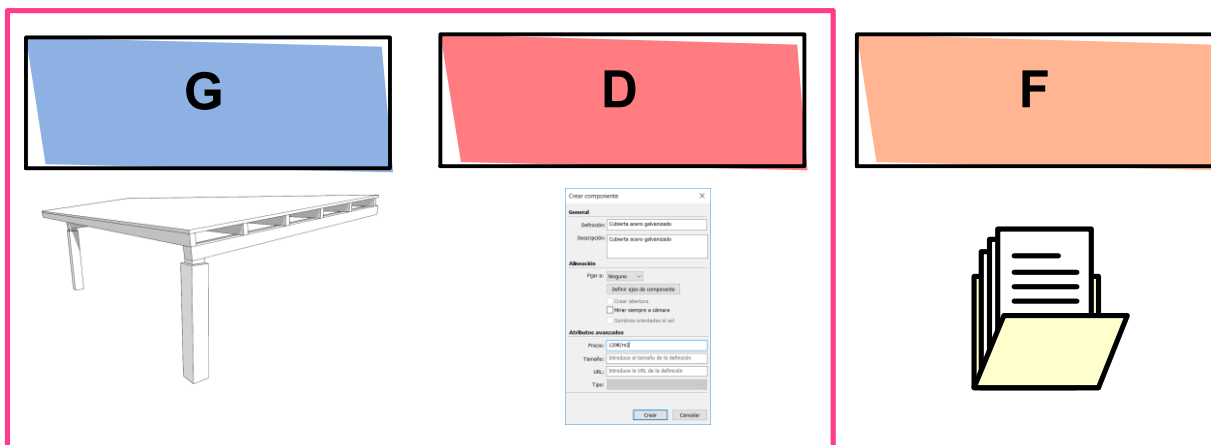 G
D
F
Crear componente
General
Definición: Cubierta acero galvanizado
Descripción: Cubierta acero galvanizado
Alineación
Fijar a: Ninguno
Definir ejes de componente
Crear abertura
Mirar siempre a cámara
Sombras orientadas al sol
Atributos avanzados
Precio: 120€/m2
Tamaño: Introduce el tamaño de la definición
URL: Introduce la URL de la definición
Tipo:
Crear Cancelar